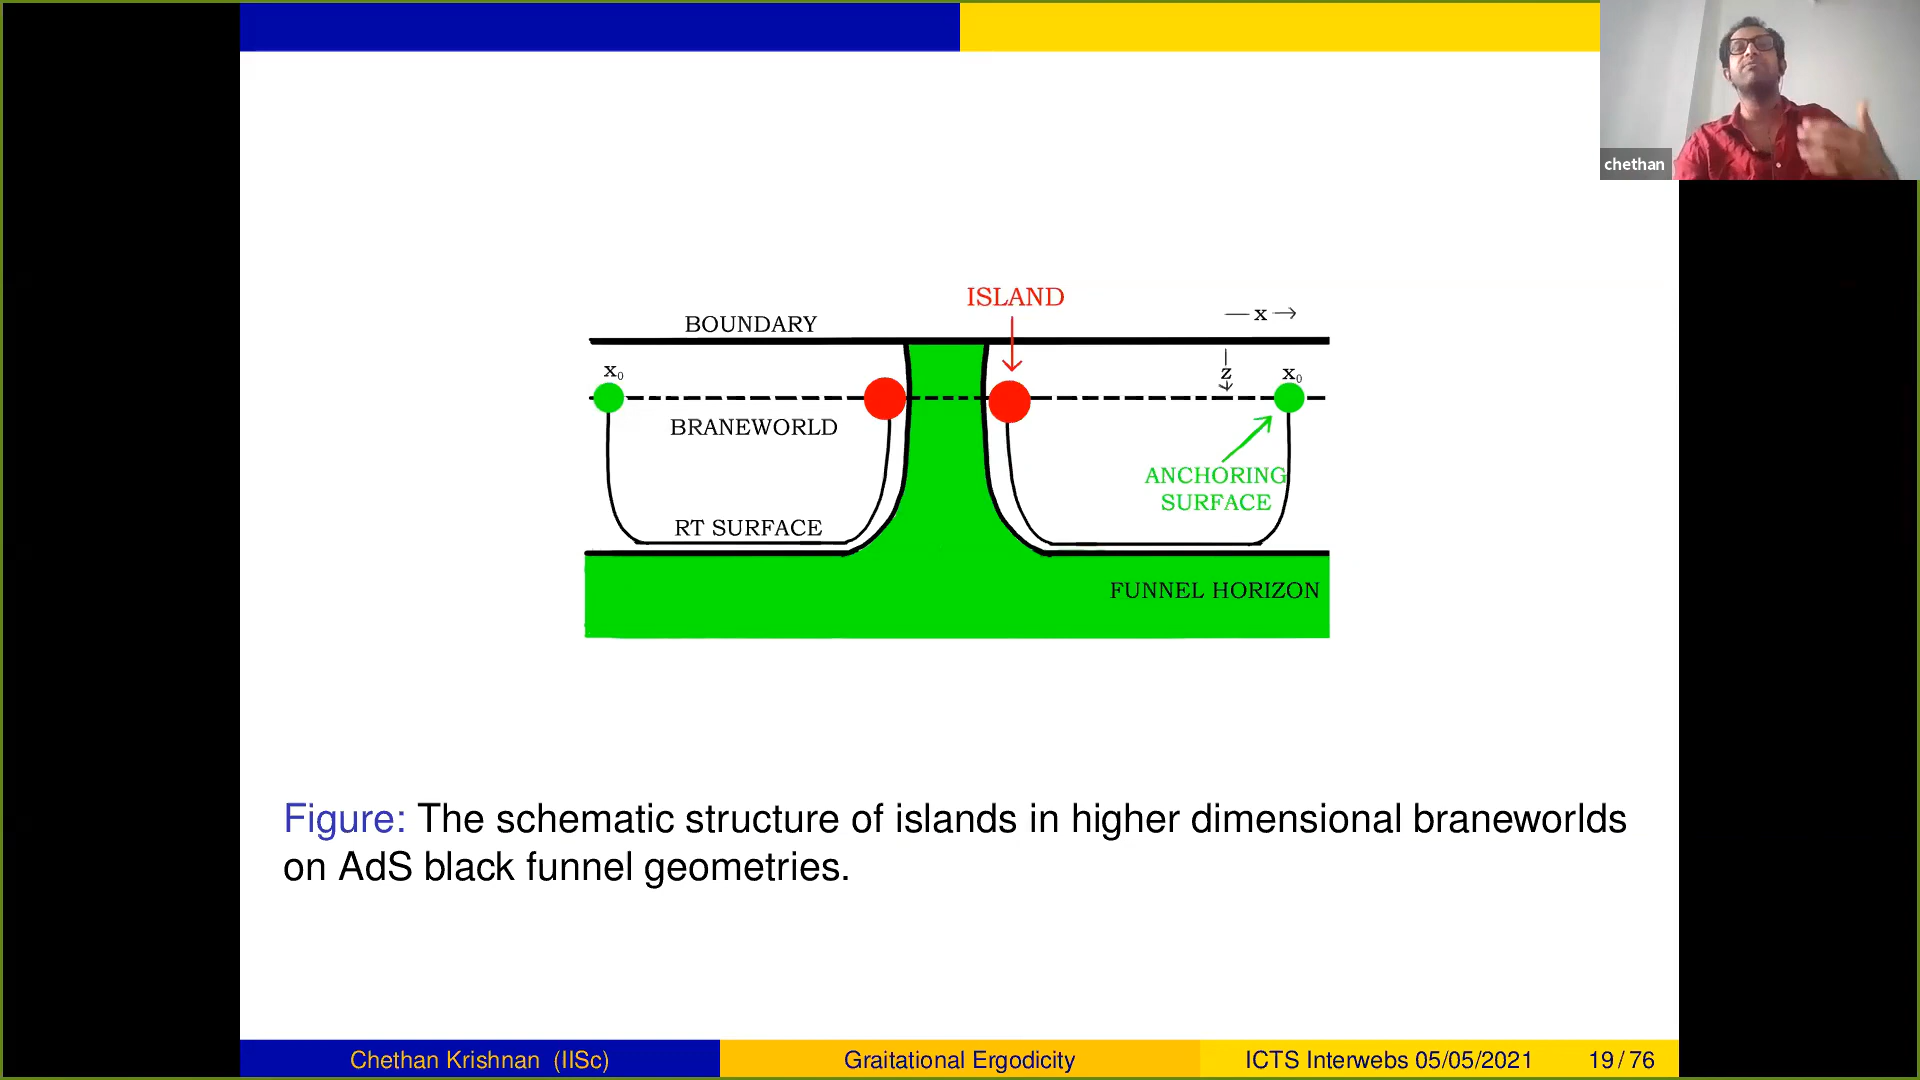 chethan
ISLAND
BOUNDARY
— x →
x₀
z
x₀
BRANEWORLD
ANCHORING
SURFACE
RT SURFACE
FUNNEL HORIZON
Figure: The schematic structure of islands in higher dimensional braneworlds
on AdS black funnel geometries.
Chethan Krishnan (IISc)
Graitational Ergodicity
ICTS Interwebs 05/05/2021
19 / 76